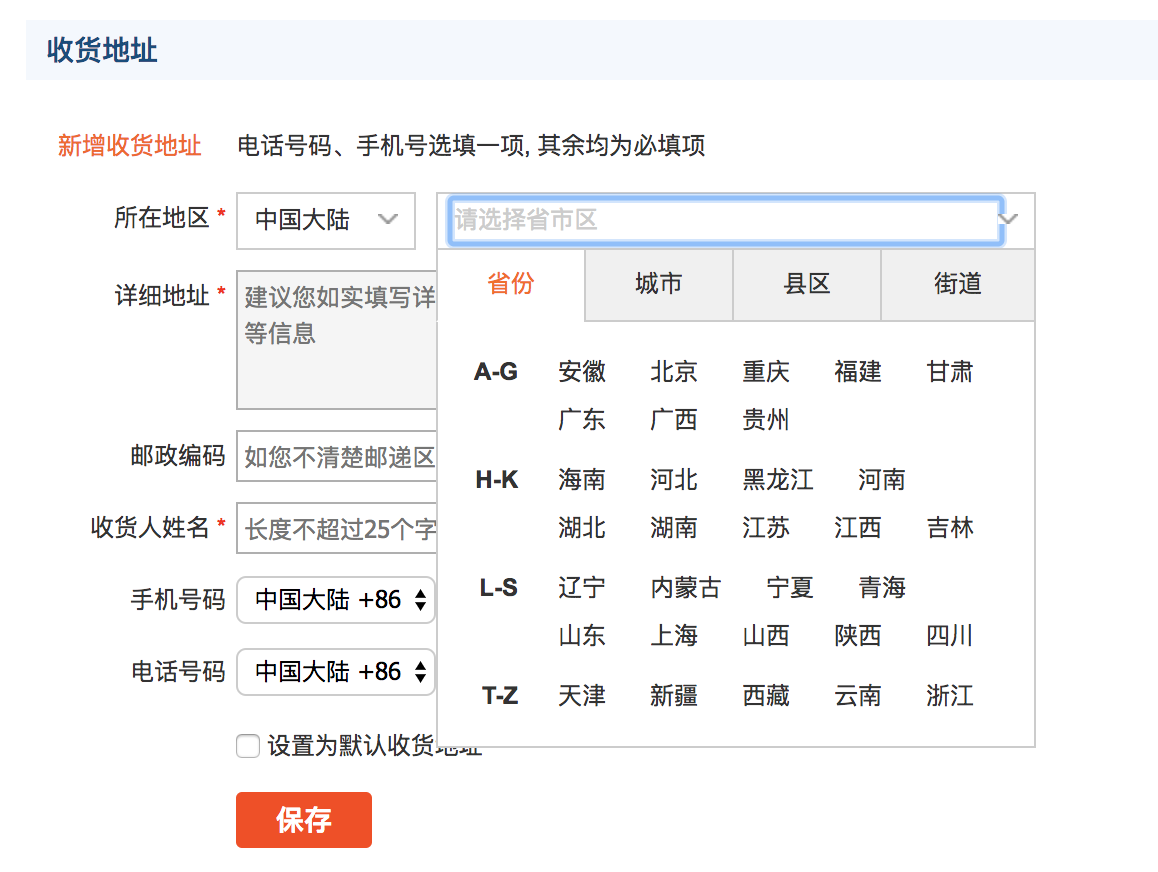 收货地址
新增收货地址 电话号码、手机号选填一项, 其余均为必填项
所在地区 * 中国大陆 请选择省市区
省份 城市 县区 街道
详细地址 * 建议您如实填写详
等信息
A-G 安徽 北京 重庆 福建 甘肃
广东 广西 贵州
邮政编码 如您不清楚邮递区
H-K 海南 河北 黑龙江 河南
收货人姓名 * 长度不超过25个字
湖北 湖南 江苏 江西 吉林
手机号码 中国大陆 +86
L-S 辽宁 内蒙古 宁夏 青海
山东 上海 山西 陕西 四川
电话号码 中国大陆 +86
T-Z 天津 新疆 西藏 云南 浙江
设置为默认收货地址
保存